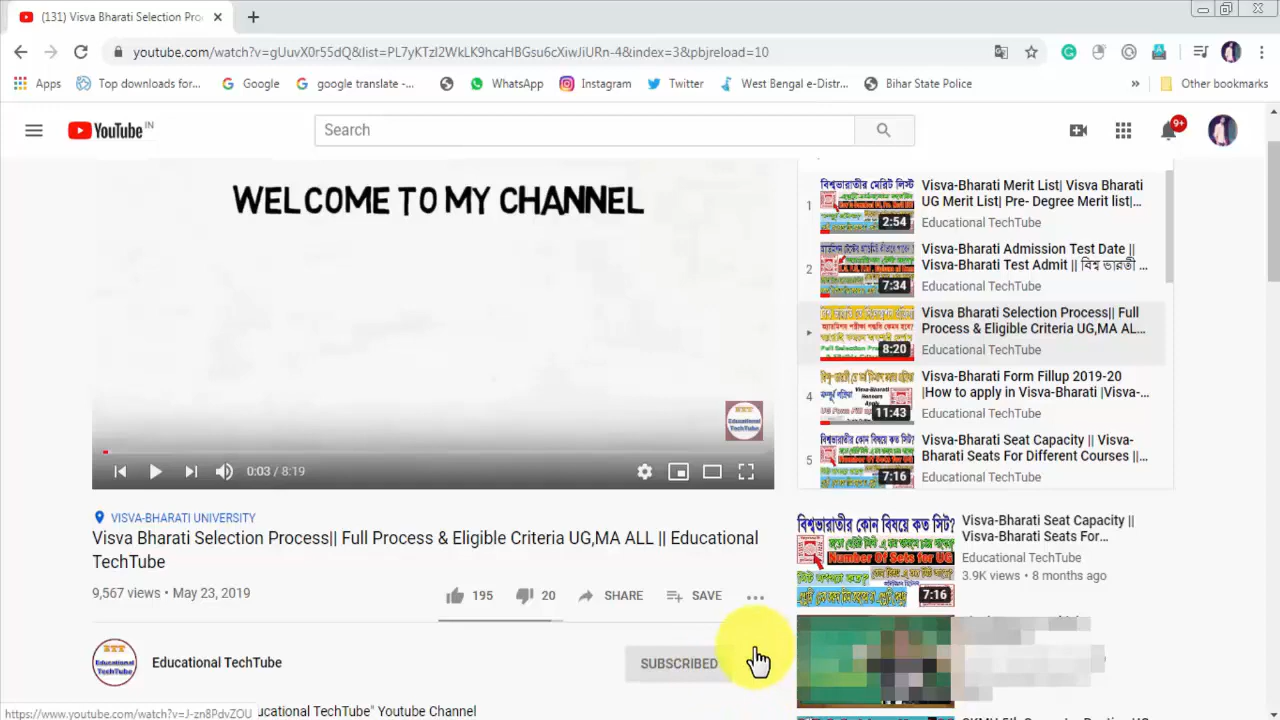 (131) Visva Bharati Selection Pro
youtube.com/watch?v=gUuvX0r55dQ&list=PL7yKTzl2WkLK9hcaHBGsu6cXiwJiURn-4&index=3&pbjreload=10
Apps
Top downloads for...
Google
google translate -...
WhatsApp
Instagram
Twitter
West Bengal e-Distr...
Bihar State Police
»
Other bookmarks
YouTube IN
Search
9+
WELCOME TO MY CHANNEL
Educational TechTube
0:03 / 8:19
1
বিশ্বভারতীর মেরিট লিস্ট
2:54
Visva-Bharati Merit List| Visva Bharati
UG Merit List| Pre- Degree Merit list|...
Educational TechTube
2
7:34
Visva-Bharati Admission Test Date ||
Visva-Bharati Test Admit || বিশ্ব ভারতী ...
Educational TechTube
8:20
Visva Bharati Selection Process|| Full
Process & Eligible Criteria UG,MA AL...
Educational TechTube
4
11:43
Visva-Bharati Form Fillup 2019-20
|How to apply in Visva-Bharati |Visva-...
Educational TechTube
5
বিশ্বভারতীর কোন বিষয়ে কত সিট?
7:16
Visva-Bharati Seat Capacity || Visva-
Bharati Seats For Different Courses ||...
Educational TechTube
VISVA-BHARATI UNIVERSITY
Visva Bharati Selection Process|| Full Process & Eligible Criteria UG,MA ALL || Educational
TechTube
9,567 views • May 23, 2019
195
20
SHARE
SAVE
Educational TechTube
Educational TechTube
SUBSCRIBED
ucational TechTube" Youtube Channel
বিশ্বভারতীর কোন বিষয়ে কত সিট?
Number Of Sets for UG
7:16
Visva-Bharati Seat Capacity ||
Visva-Bharati Seats For...
Educational TechTube
3.9K views • 8 months ago